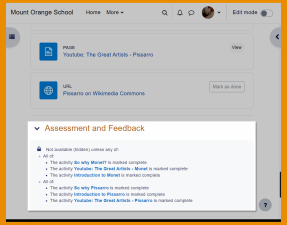 Mount Orange School Home More Edit mode
PAGE
Youtube: The Great Artists - Pissarro
View
URL
Pissarro on Wikimedia Commons
Mark as done
Assessment and Feedback
Not available (hidden) unless any of:
All of:
The activity So why Monet? is marked complete
The activity Youtube: The Great Artists - Monet is marked complete
The activity Introduction to Monet is marked complete
All of:
The activity So why Pissarro is marked complete
The activity Introduction to Pissarro is marked complete
The activity Youtube: The Great Artists - Pissarro is marked complete
?